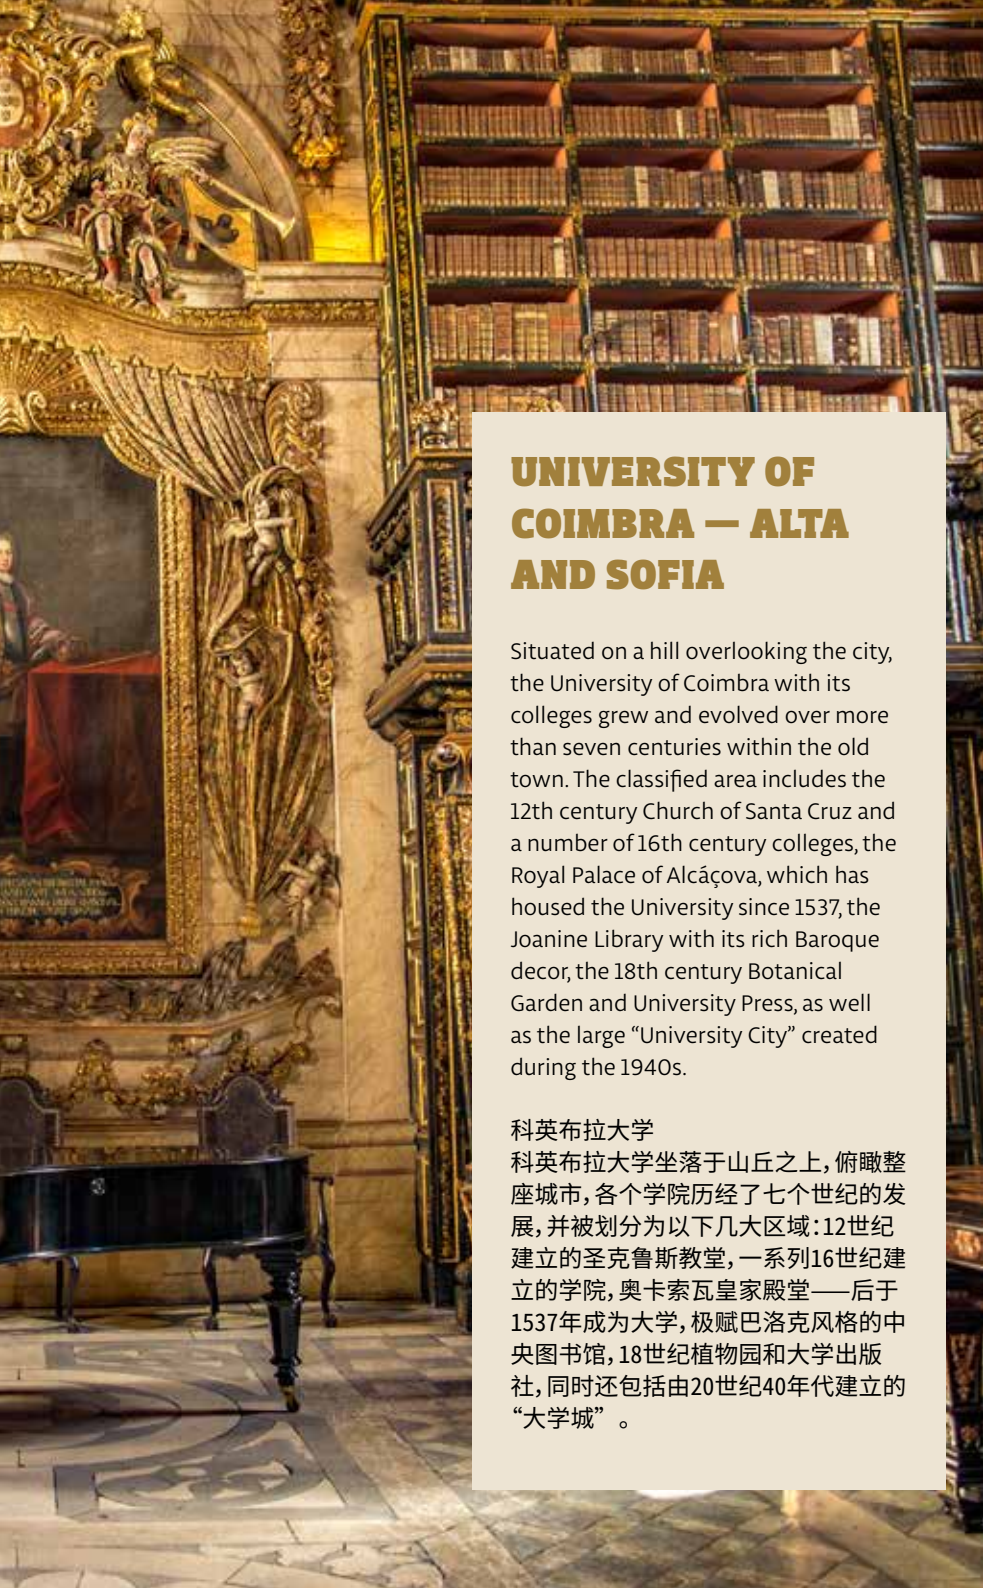 UNIVERSITY OF
COIMBRA — ALTA
AND SOFIA
Situated on a hill overlooking the city,
the University of Coimbra with its
colleges grew and evolved over more
than seven centuries within the old
town. The classified area includes the
12th century Church of Santa Cruz and
a number of 16th century colleges, the
Royal Palace of Alcáçova, which has
housed the University since 1537, the
Joanine Library with its rich Baroque
decor, the 18th century Botanical
Garden and University Press, as well
as the large “University City” created
during the 1940s.
科英布拉大学
科英布拉大学坐落于山丘之上，俯瞰整
座城市，各个学院历经了七个世纪的发
展，并被划分为以下几大区域：12世纪
建立的圣克鲁斯教堂，一系列16世纪建
立的学院，奥卡索瓦皇家殿堂——后于
1537年成为大学，极赋巴洛克风格的中
央图书馆，18世纪植物园和大学出版
社，同时还包括由20世纪40年代建立的
“大学城”。